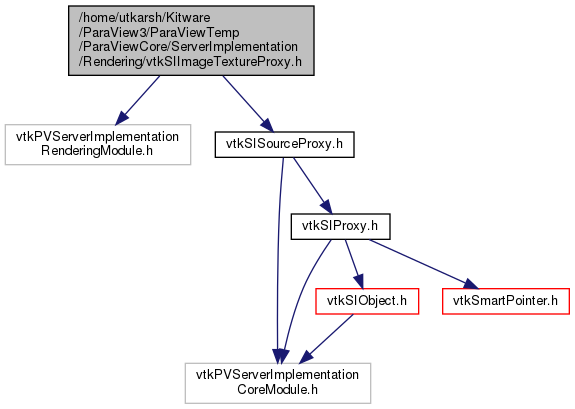 /home/utkarsh/Kitware
/ParaView3/ParaViewTemp
/ParaViewCore/ServerImplementation
/Rendering/vtkSIImageTextureProxy.h
vtkPVServerImplementation
RenderingModule.h
vtkSISourceProxy.h
vtkSIProxy.h
vtkSIObject.h
vtkSmartPointer.h
vtkPVServerImplementation
CoreModule.h